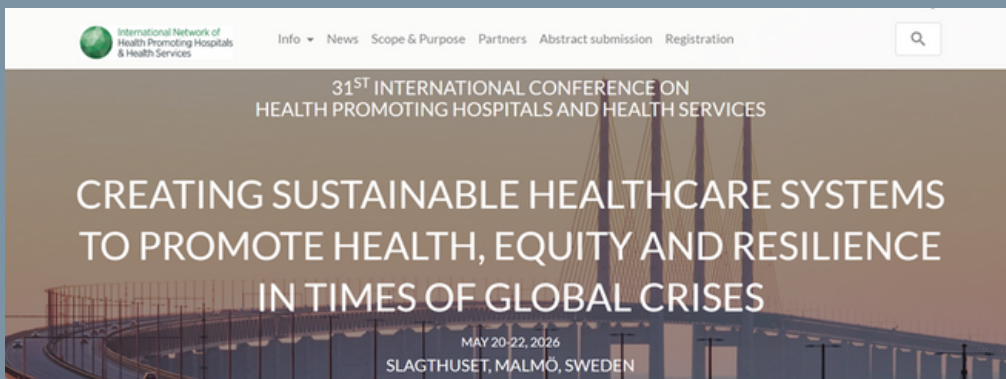 International Network of
Health Promoting Hospitals
& Health Services
Info News Scope & Purpose Partners Abstract submission Registration
31ST INTERNATIONAL CONFERENCE ON
HEALTH PROMOTING HOSPITALS AND HEALTH SERVICES
CREATING SUSTAINABLE HEALTHCARE SYSTEMS
TO PROMOTE HEALTH, EQUITY AND RESILIENCE
IN TIMES OF GLOBAL CRISES
MAY 20-22, 2026
SLAGTHUSET, MALMÖ, SWEDEN